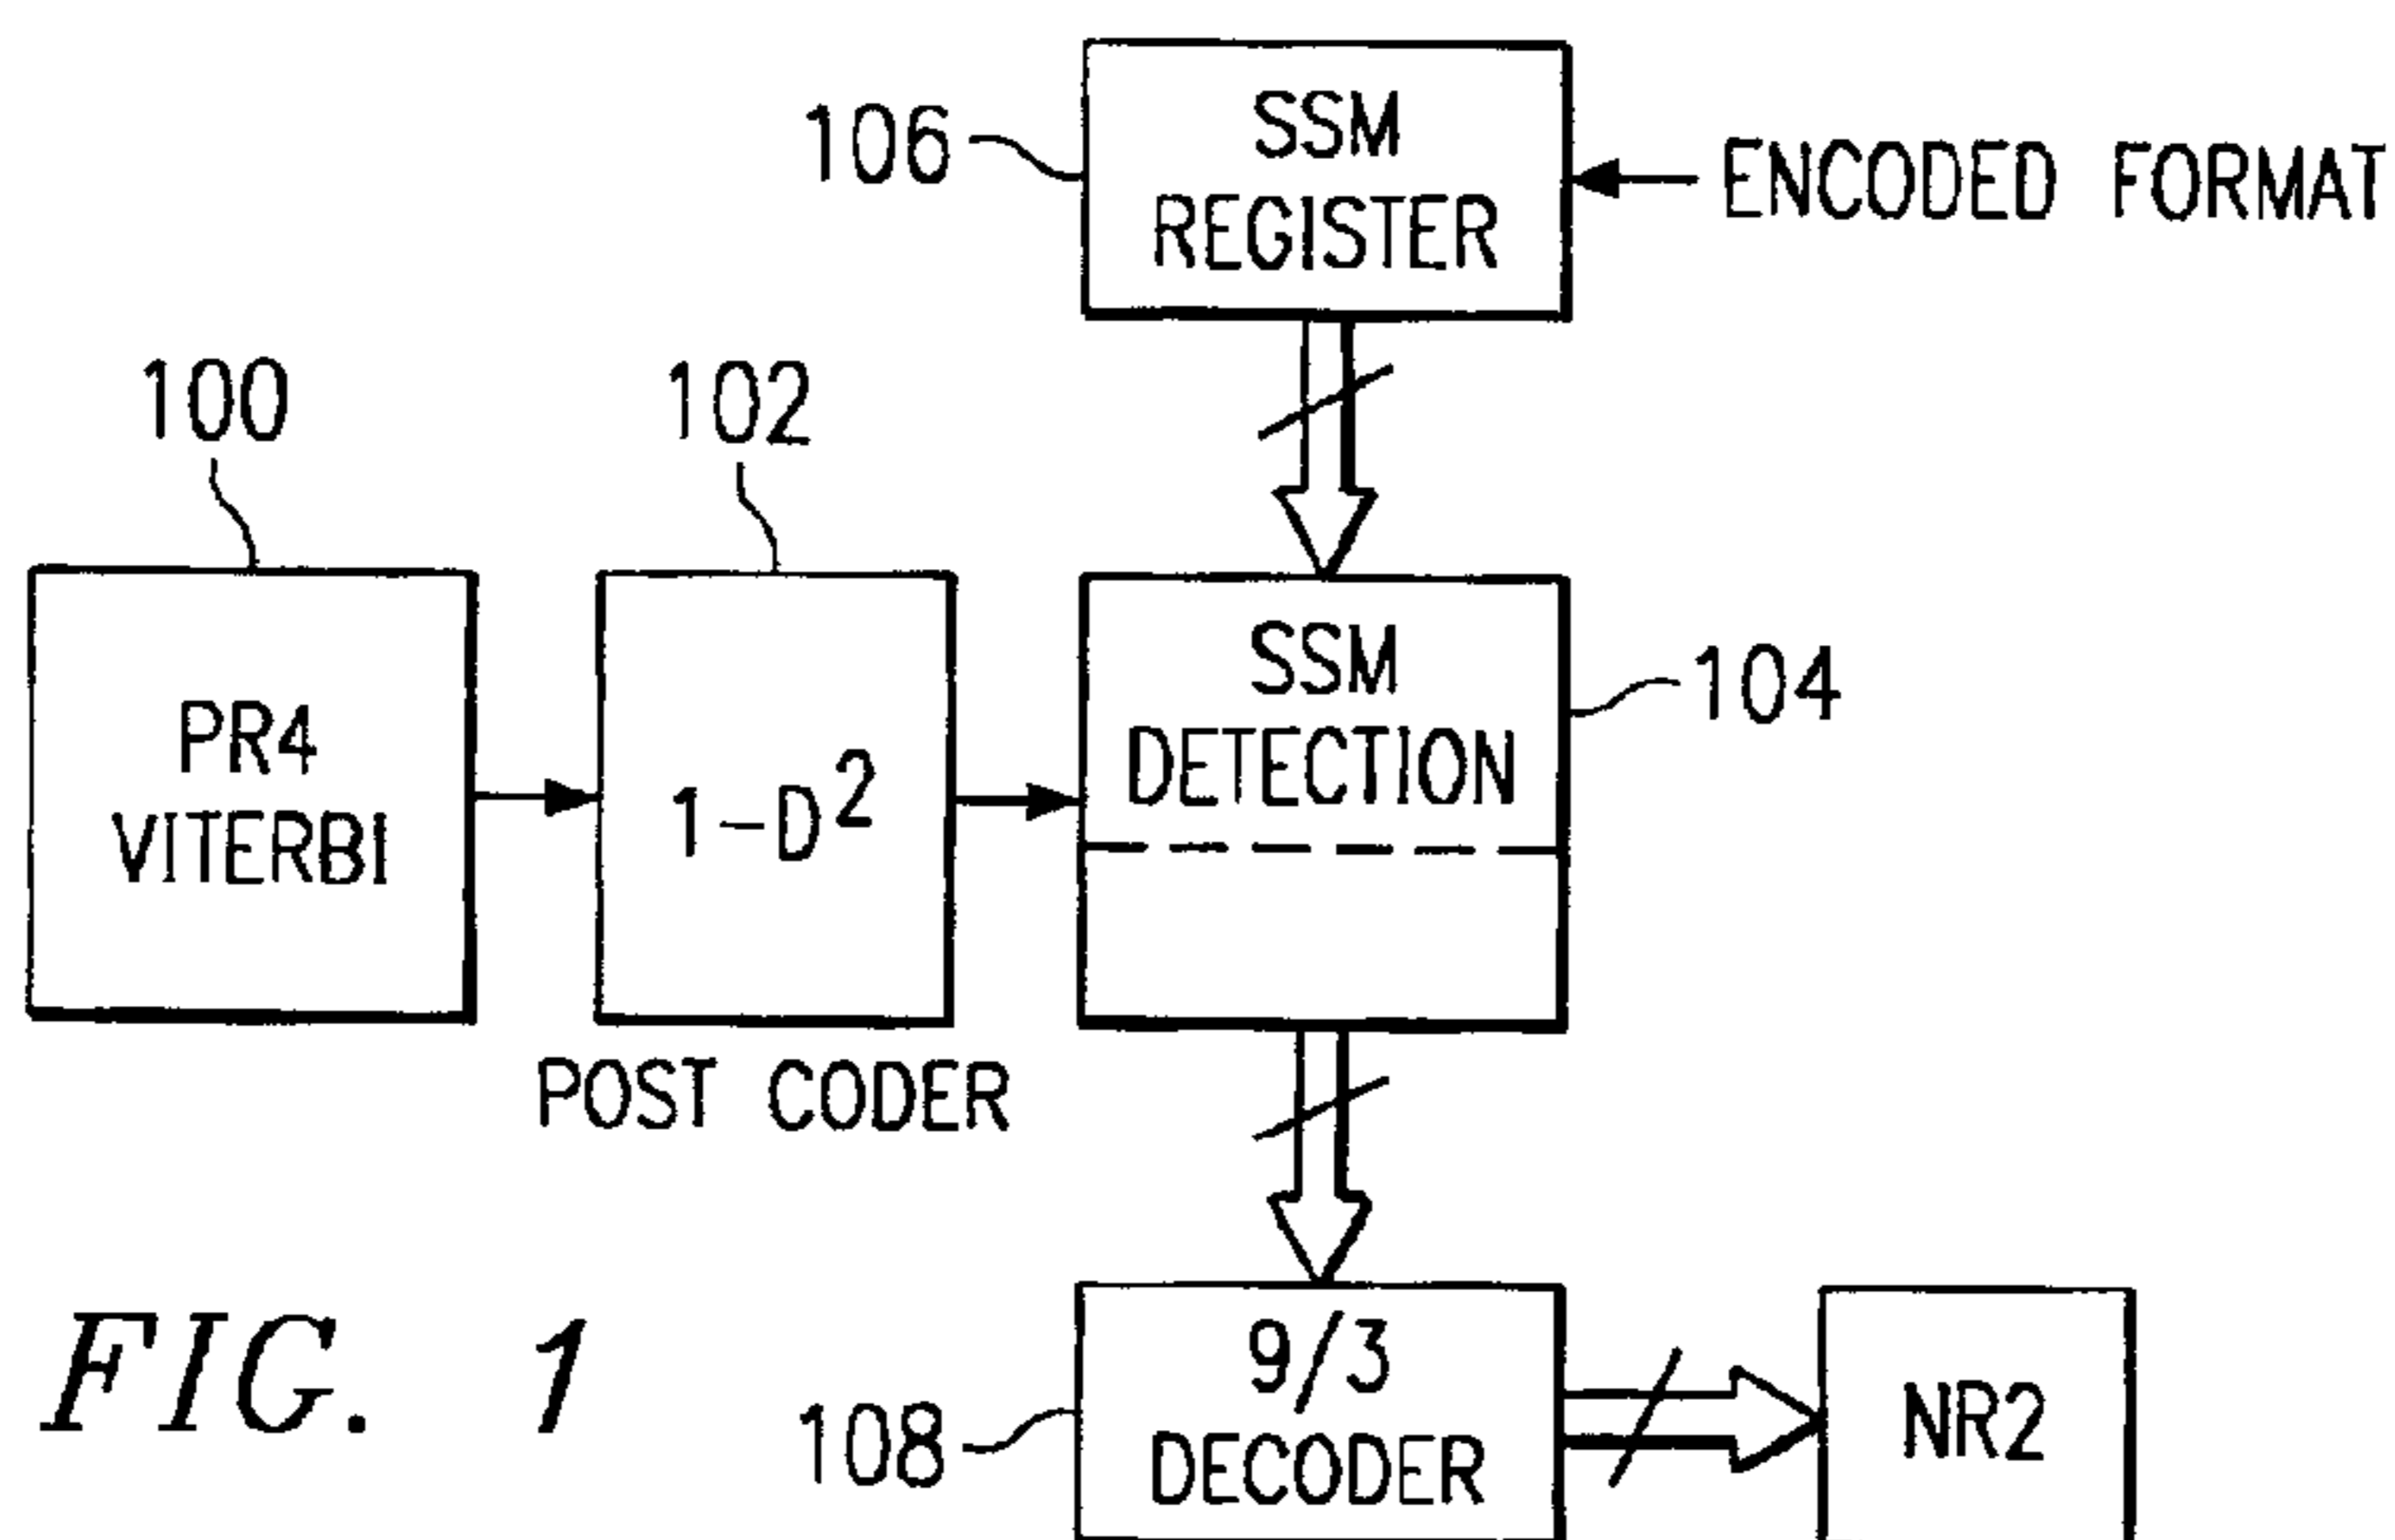 106
SSM
REGISTER
ENCODED FORMAT
100
102
PR4
VITERBI
1-D²
POST CODER
SSM
DETECTION
104
FIG. 1
108
9/3
DECODER
NR2